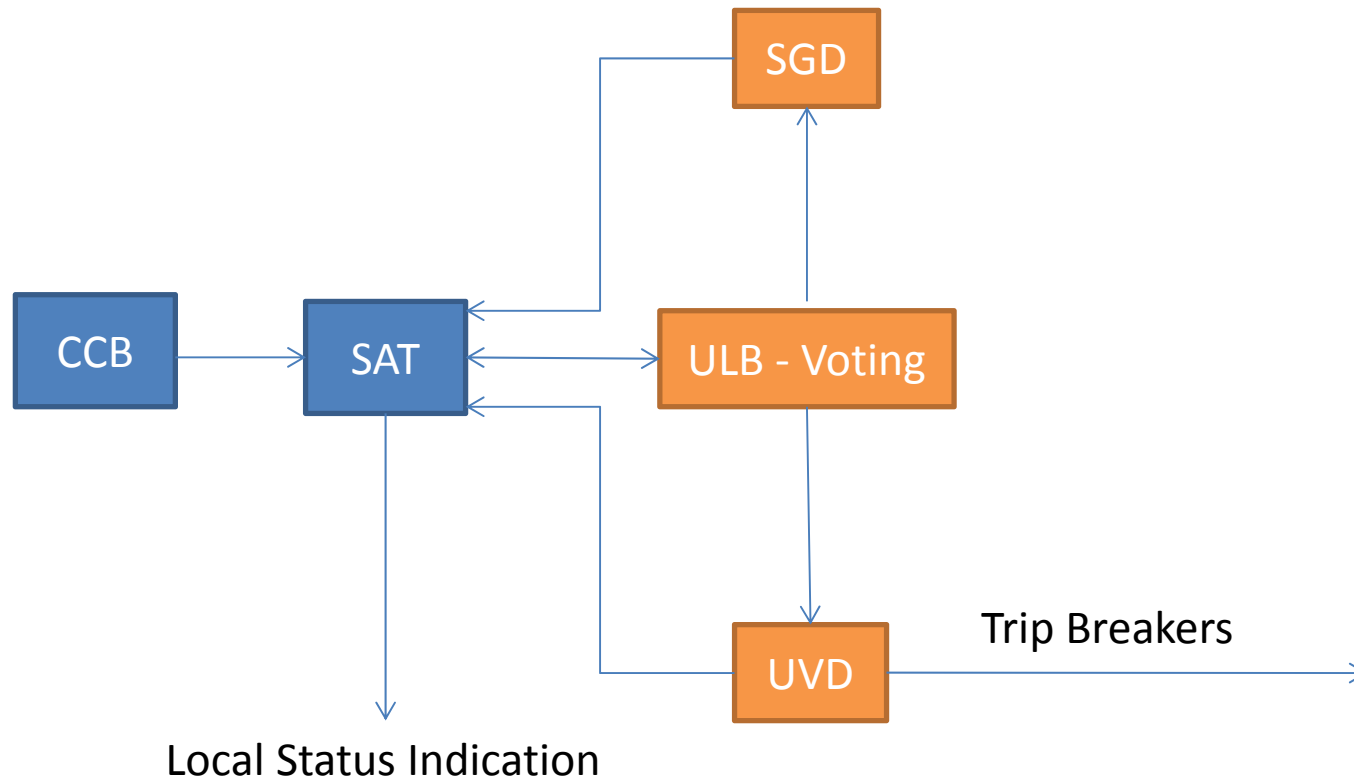 SGD
CCB
SAT
ULB - Voting
Trip Breakers
UVD
Local Status Indication